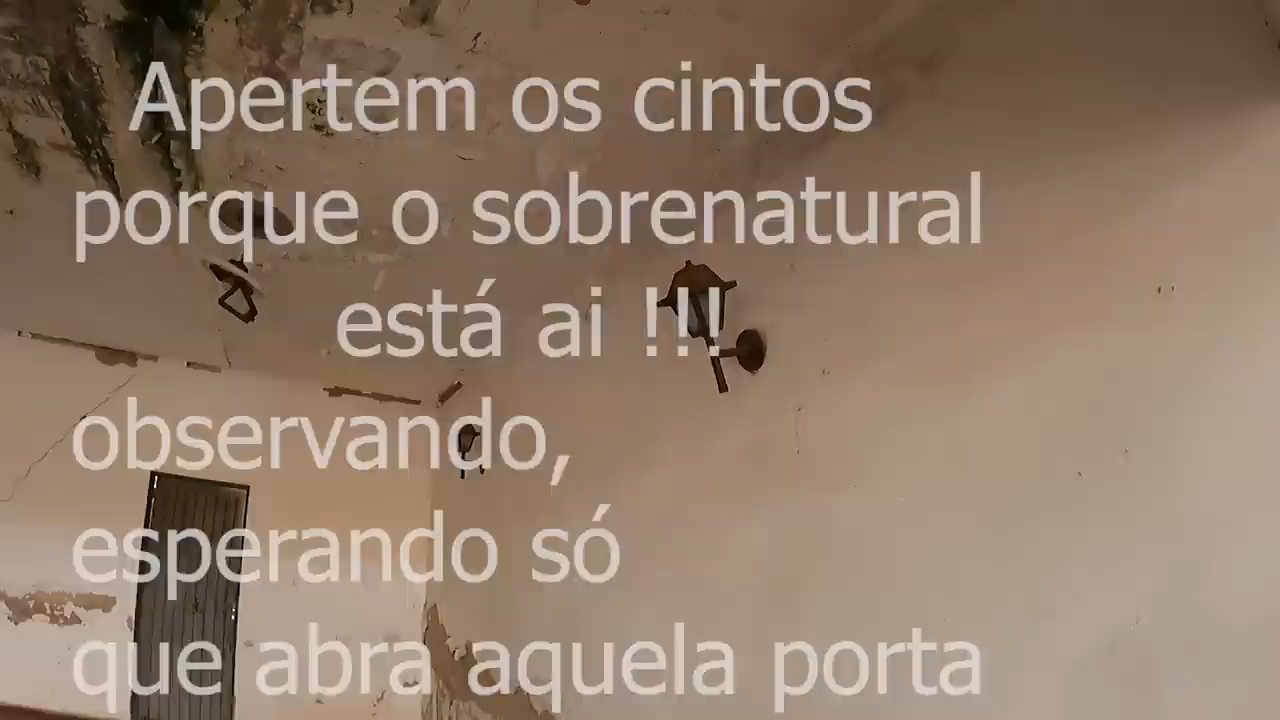 Apertem os cintos
porque o sobrenatural
está ai !!!
observando,
esperando só
que abra aquela porta